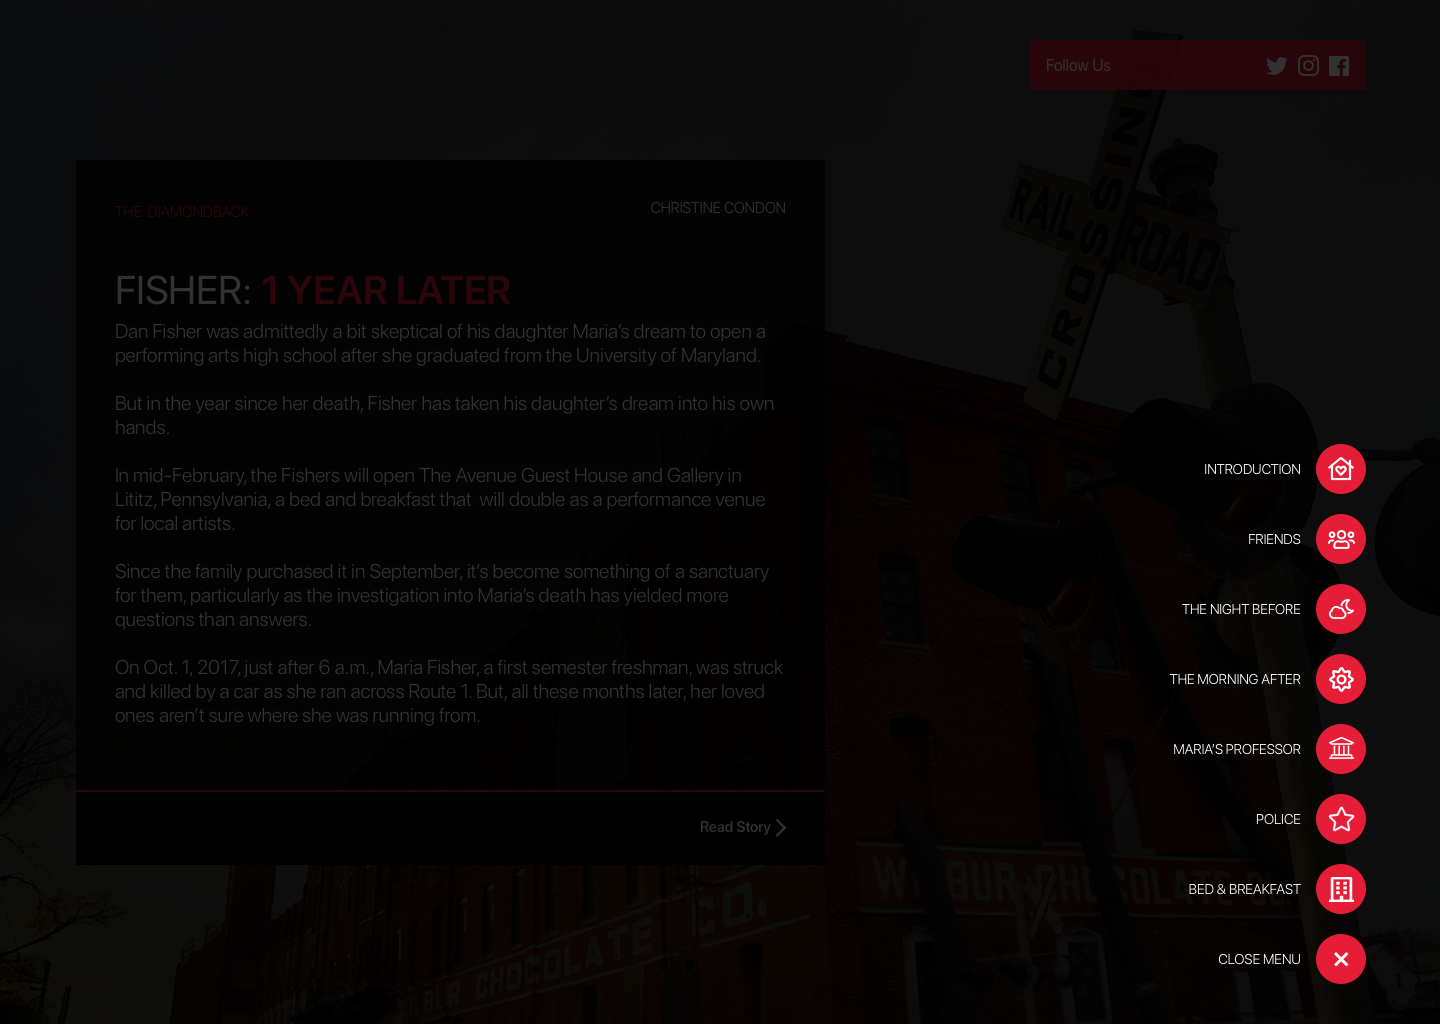 Follow Us
THE DIAMONDBACK
CHRISTINE CONDON
FISHER: 1 YEAR LATER
Dan Fisher was admittedly a bit skeptical of his daughter Maria’s dream to open a
performing arts high school after she graduated from the University of Maryland.
But in the year since her death, Fisher has taken his daughter’s dream into his own
hands.
In mid-February, the Fishers will open The Avenue Guest House and Gallery in
Lititz, Pennsylvania, a bed and breakfast that  will double as a performance venue
for local artists.
Since the family purchased it in September, it’s become something of a sanctuary
for them, particularly as the investigation into Maria’s death has yielded more
questions than answers.
On Oct. 1, 2017, just after 6 a.m., Maria Fisher, a first semester freshman, was struck
and killed by a car as she ran across Route 1. But, all these months later, her loved
ones aren’t sure where she was running from.
Read Story
RAIL ROAD
CROSSING
INTRODUCTION
FRIENDS
THE NIGHT BEFORE
THE MORNING AFTER
MARIA’S PROFESSOR
POLICE
BED & BREAKFAST
CLOSE MENU
WILBUR CHOCOLATE CO.
WILBUR CHOCOLATE CO.